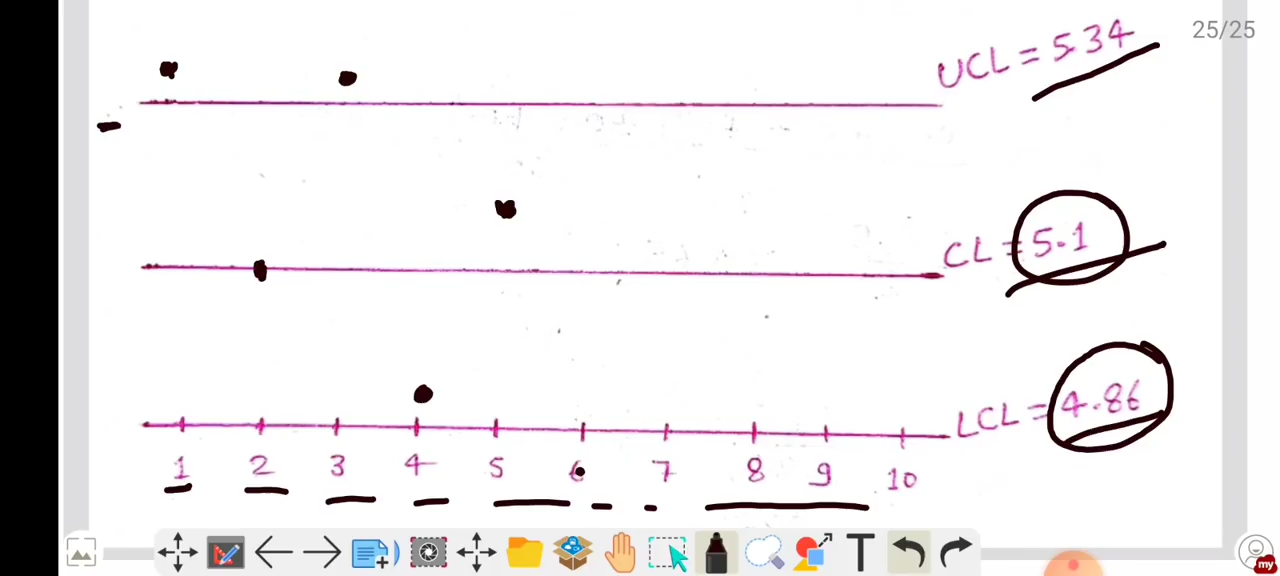 25/25
UCL = 5.34
CL = 5.1
LCL = 4.86
1 2 3 4 5 6 7 8 9 10
T
my